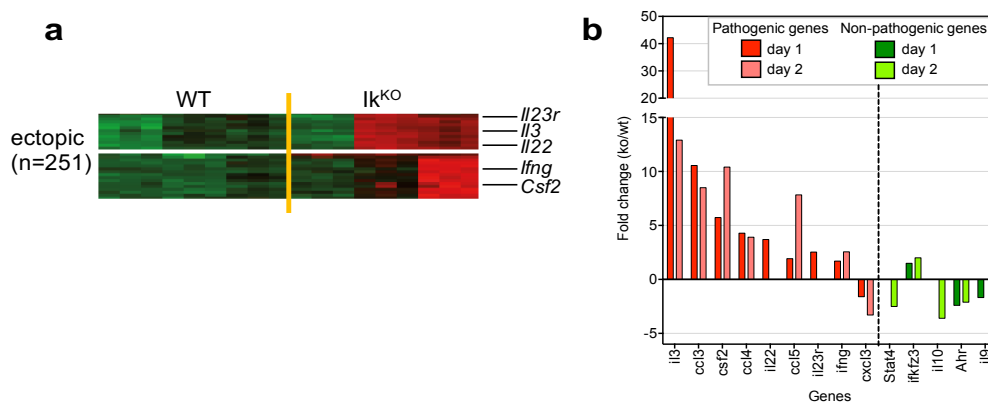 a
WT IkKO
ectopic
(n=251)
Il23r
Il3
Il22
Ifng
Csf2
b
Pathogenic genes Non-pathogenic genes
day 1 day 1
day 2 day 2
Fold change (ko/wt)
50
40
30
20
15
10
5
0
-5
il3 ccl3 csf2 ccl4 il22 ccl5 il23r ifng cxcl3 Stat4 ifkfz3 il10 Ahr il9
Genes